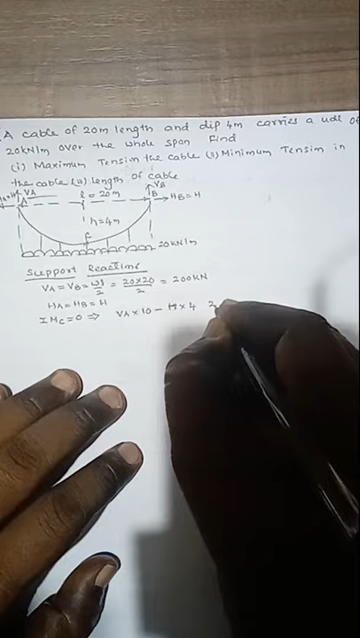 A cable of 20m length and dip 4m carries a udl of
20kN/m over the whole span Find
(i) Maximum Tension the cable (ii) Minimum Tension in
the cable (iii) length of cable
VA l = 20m VB
A B HB = H
h = 4m
C
20kN/m
Support Reactions
VA = VB = wl/2 = 20×20/2 = 200kN
HA = HB = H
ΣMC = 0 ⇒ VA × 10 - H × 4